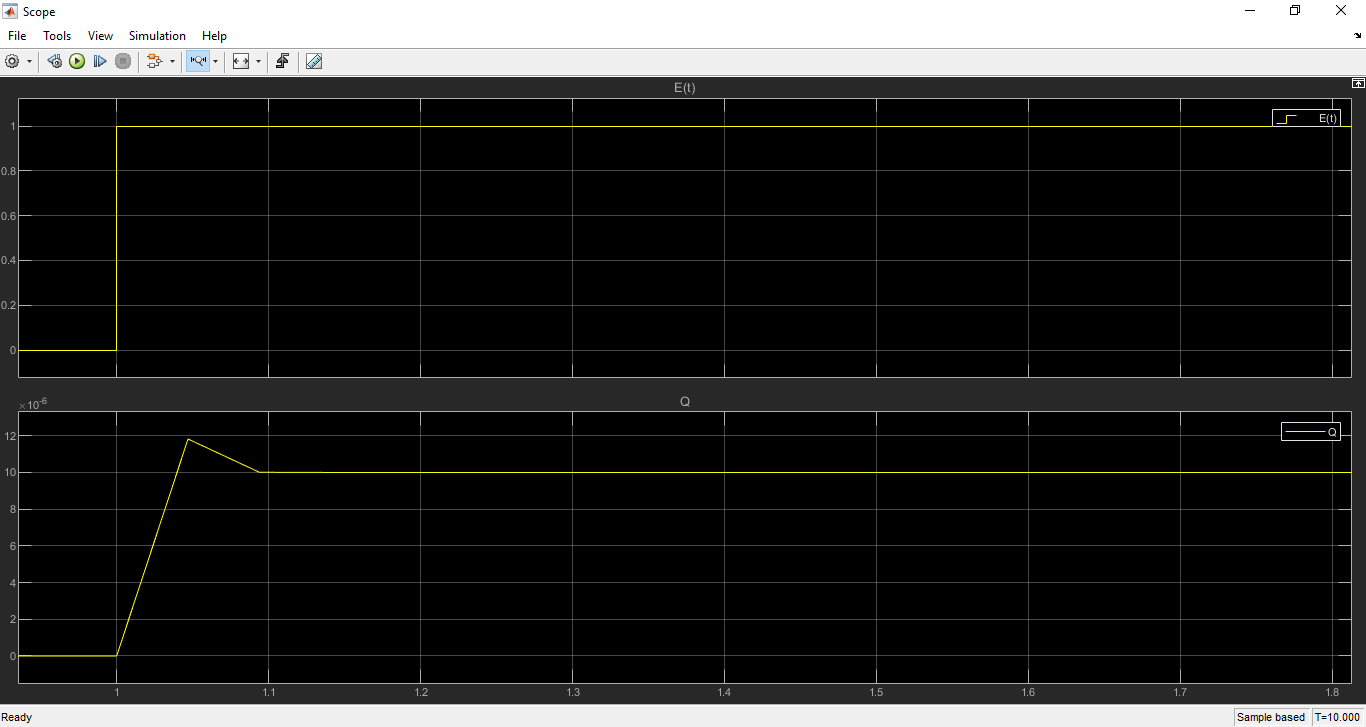 Scope
File Tools View Simulation Help
E(t)
E(t)
1
0.8
0.6
0.4
0.2
0
×10-6
Q
Q
12
10
8
6
4
2
0
1 1.1 1.2 1.3 1.4 1.5 1.6 1.7 1.8
Ready Sample based T=10.000